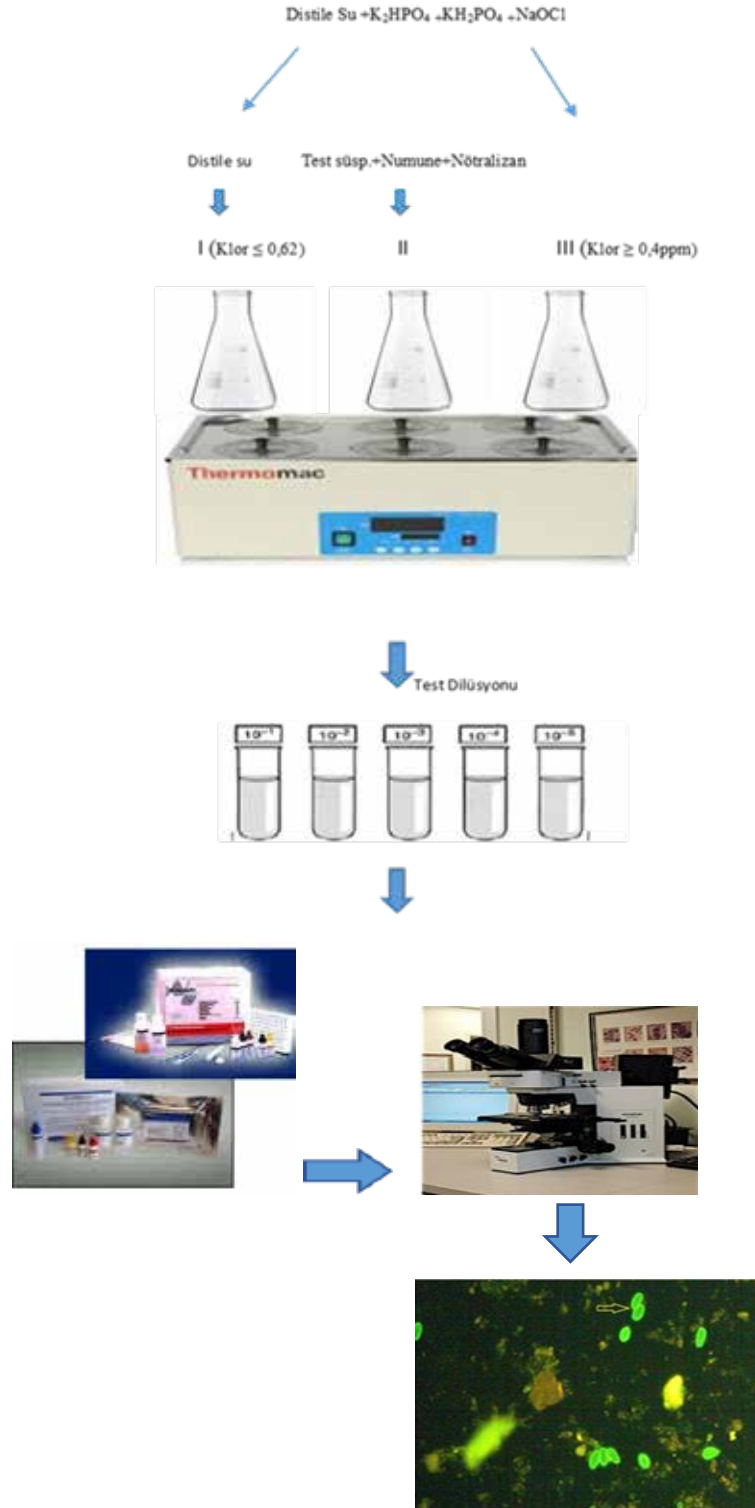 Distile Su +K₂HPO₄ +KH₂PO₄ +NaOCl
Distile su Test süsp.+Numune+Nötralizan
I (Klor ≤ 0,62) II III (Klor ≥ 0,4ppm)
Thermomac
Test Dilüsyonu
10⁻¹ 10⁻² 10⁻³ 10⁻⁴ 10⁻⁵